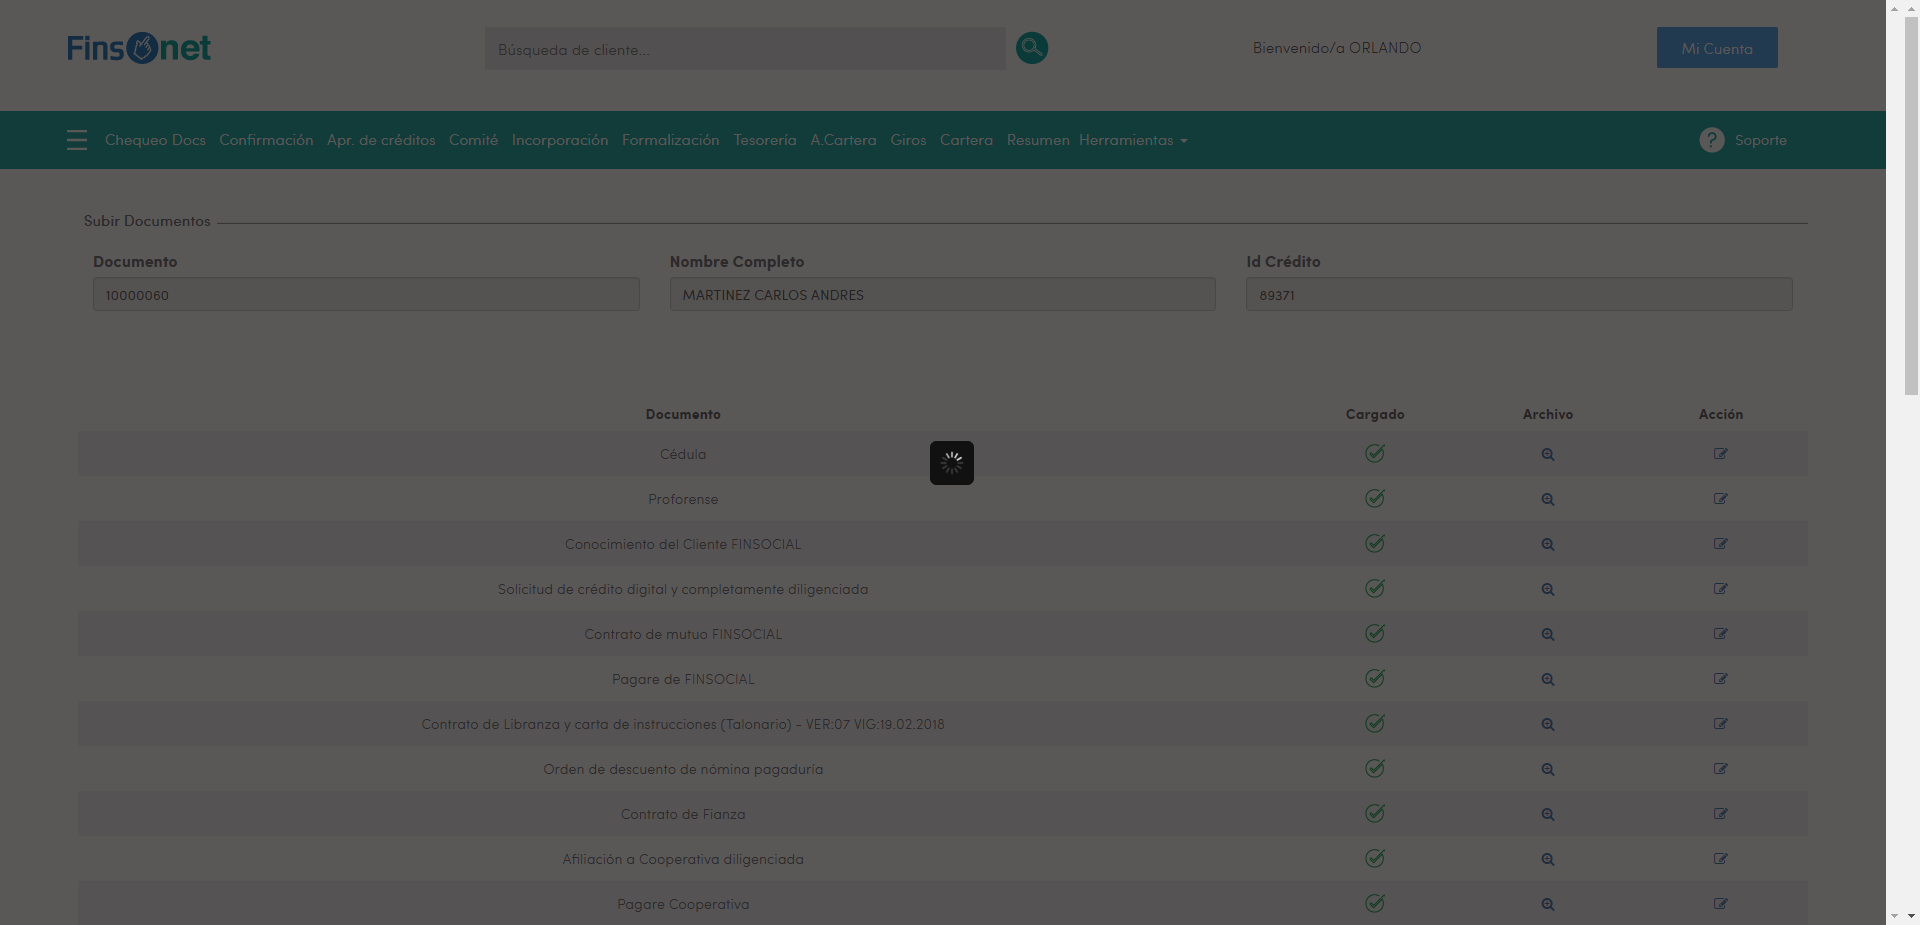 Finsonet
Búsqueda de cliente...
Bienvenido/a ORLANDO
Mi Cuenta
Chequeo Docs Confirmación Apr. de créditos Comité Incorporación Formalización Tesorería A.Cartera Giros Cartera Resumen Herramientas
? Soporte
Subir Documentos
Documento Nombre Completo Id Crédito
10000060 MARTINEZ CARLOS ANDRES 89371
Documento Cargado Archivo Acción
Cédula
Proforense
Conocimiento del Cliente FINSOCIAL
Solicitud de crédito digital y completamente diligenciada
Contrato de mutuo FINSOCIAL
Pagare de FINSOCIAL
Contrato de Libranza y carta de instrucciones (Talonario) - VER:07 VIG:19.02.2018
Orden de descuento de nómina pagaduría
Contrato de Fianza
Afiliación a Cooperativa diligenciada
Pagare Cooperativa